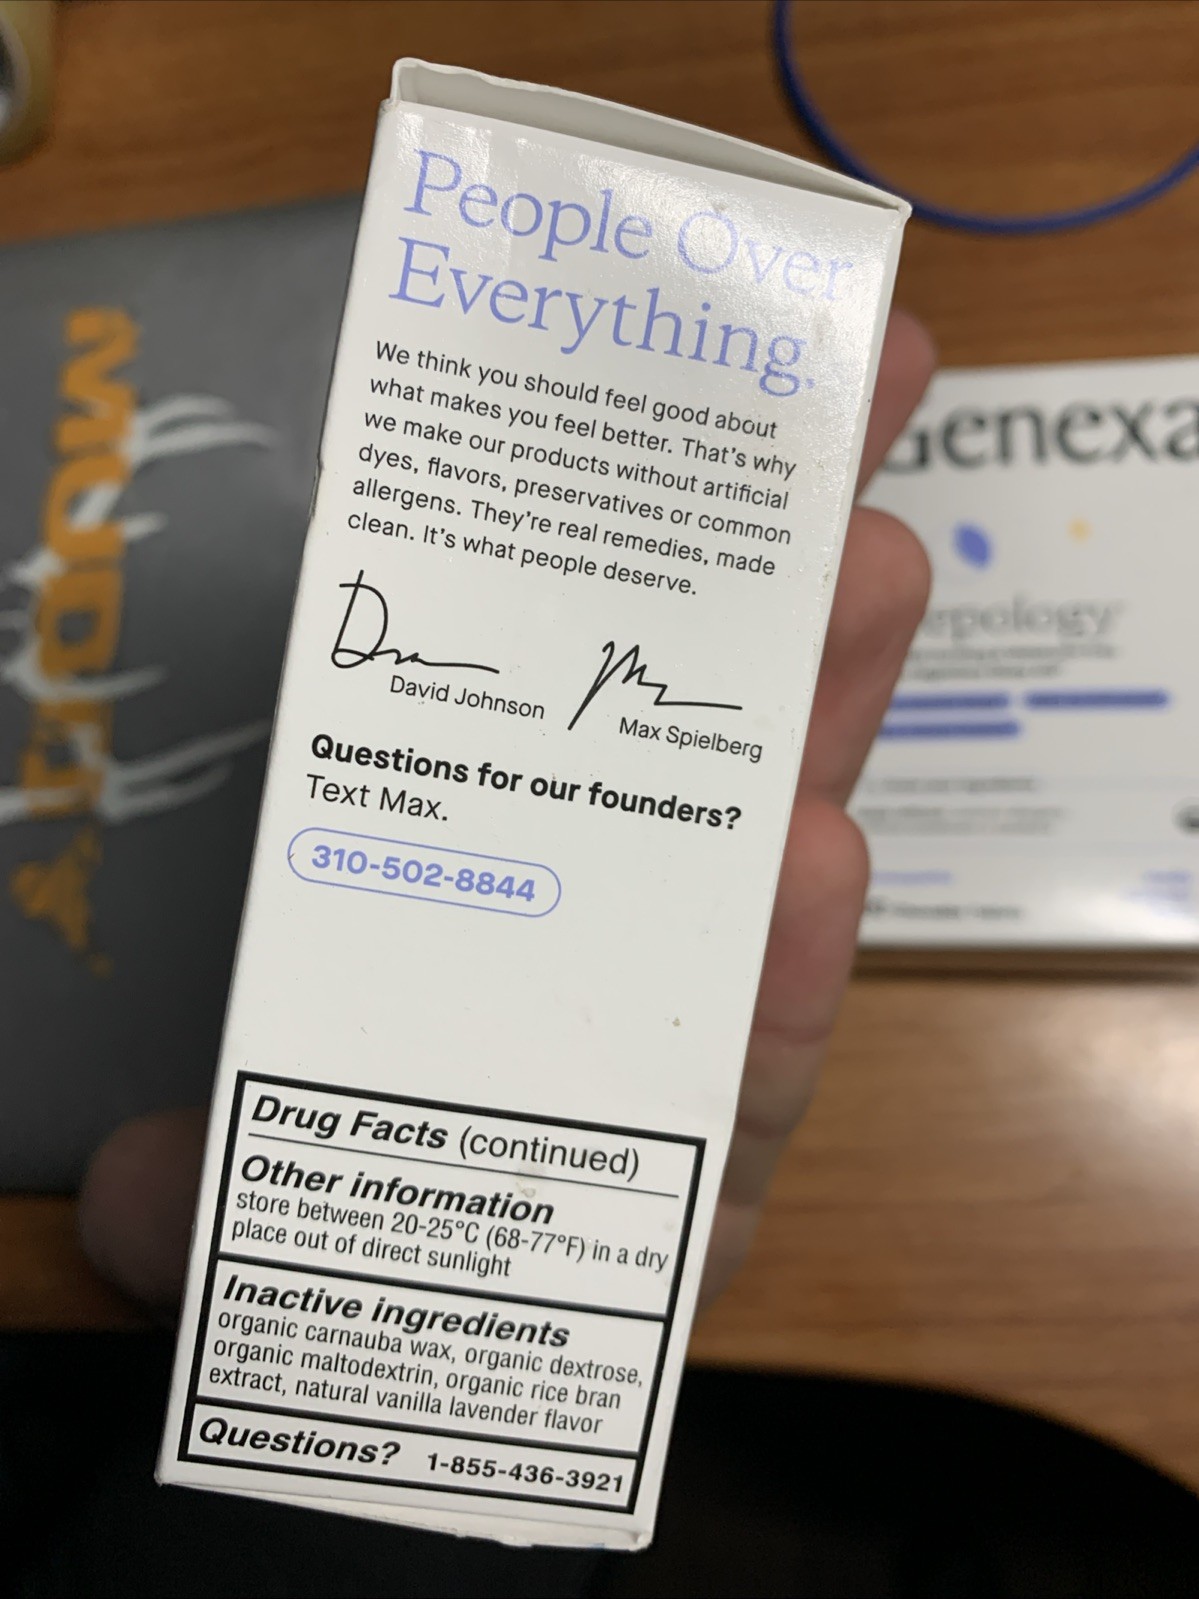 People Over
Everything.
We think you should feel good about
what makes you feel better. That's why
we make our products without artificial
dyes, flavors, preservatives or common
allergens. They're real remedies, made
clean. It's what people deserve.
David Johnson
Max Spielberg
Questions for our founders?
Text Max.
310-502-8844
Drug Facts (continued)
Other information
store between 20-25°C (68-77°F) in a dry
place out of direct sunlight
Inactive ingredients
organic carnauba wax, organic dextrose,
organic maltodextrin, organic rice bran
extract, natural vanilla lavender flavor
Questions? 1-855-436-3921
Genexa
epology